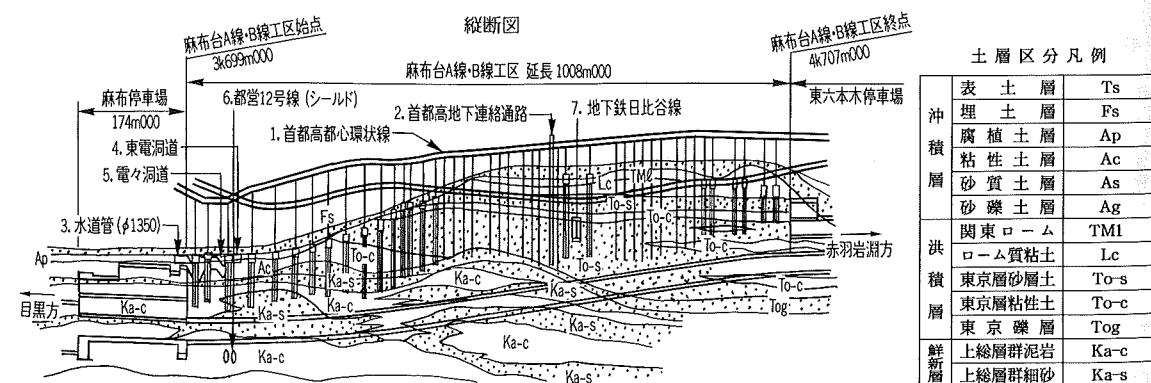 縦断図
麻布台A線・B線工区始点
3k699m000
麻布台A線・B線工区終点
4k707m000
麻布台A線・B線工区 延長 1008m000
麻布停車場
174m000
東六本木停車場
6.都営12号線 (シールド)
2.首都高地下連絡通路
7.地下鉄日比谷線
1.首都高都心環状線
4.東電洞道
5.電々洞道
3.水道管 (φ1350)
Ap
Fs
Ac
Lc
TMl
To-s
To-c
To-c
To-c
To-s
To-c
Tog
Ka-s
Ka-c
Ka-c
Ka-s
Ka-c
Ka-s
Ka-c
Ka-c
Ka-s
目黒方
赤羽岩淵方
土層区分凡例
沖積層
表土層 Ts
埋土層 Fs
腐植土層 Ap
粘性土層 Ac
砂質土層 As
砂礫土層 Ag
洪積層
関東ローム TMl
ローム質粘土 Lc
東京層砂層土 To-s
東京層粘性土 To-c
東京礫層 Tog
鮮新層
上総層群泥岩 Ka-c
上総層群細砂 Ka-s